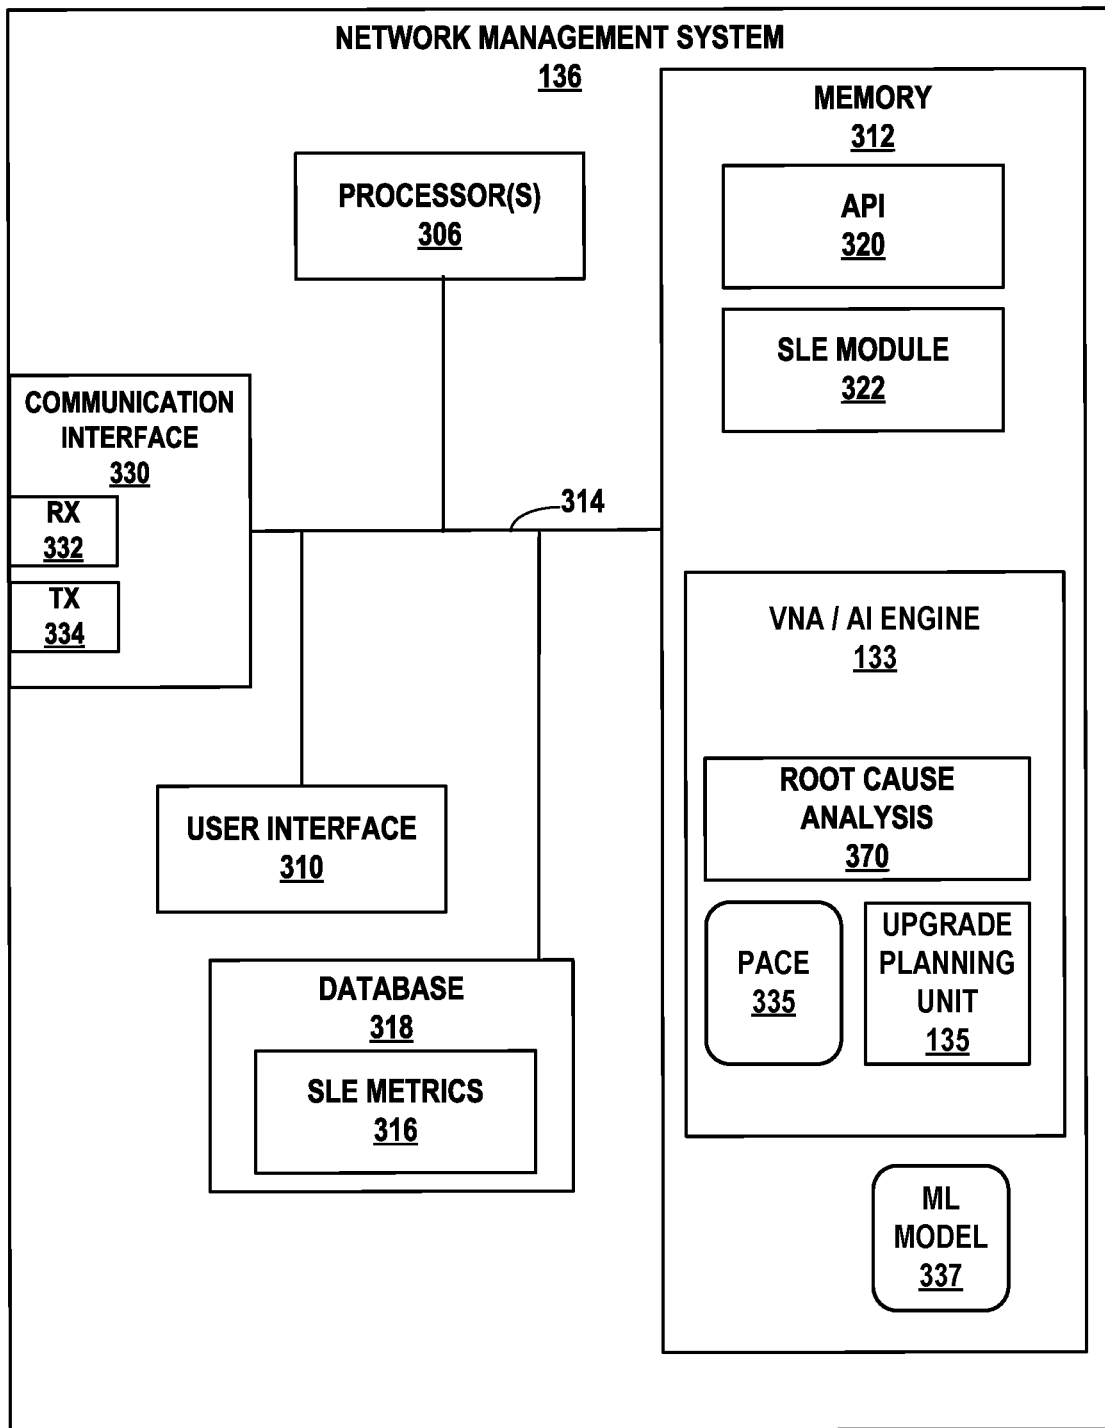 NETWORK MANAGEMENT SYSTEM
136
PROCESSOR(S)
306
COMMUNICATION
INTERFACE
330
RX
332
TX
334
314
USER INTERFACE
310
DATABASE
318
SLE METRICS
316
MEMORY
312
API
320
SLE MODULE
322
VNA / AI ENGINE
133
ROOT CAUSE
ANALYSIS
370
PACE
335
UPGRADE
PLANNING
UNIT
135
ML
MODEL
337